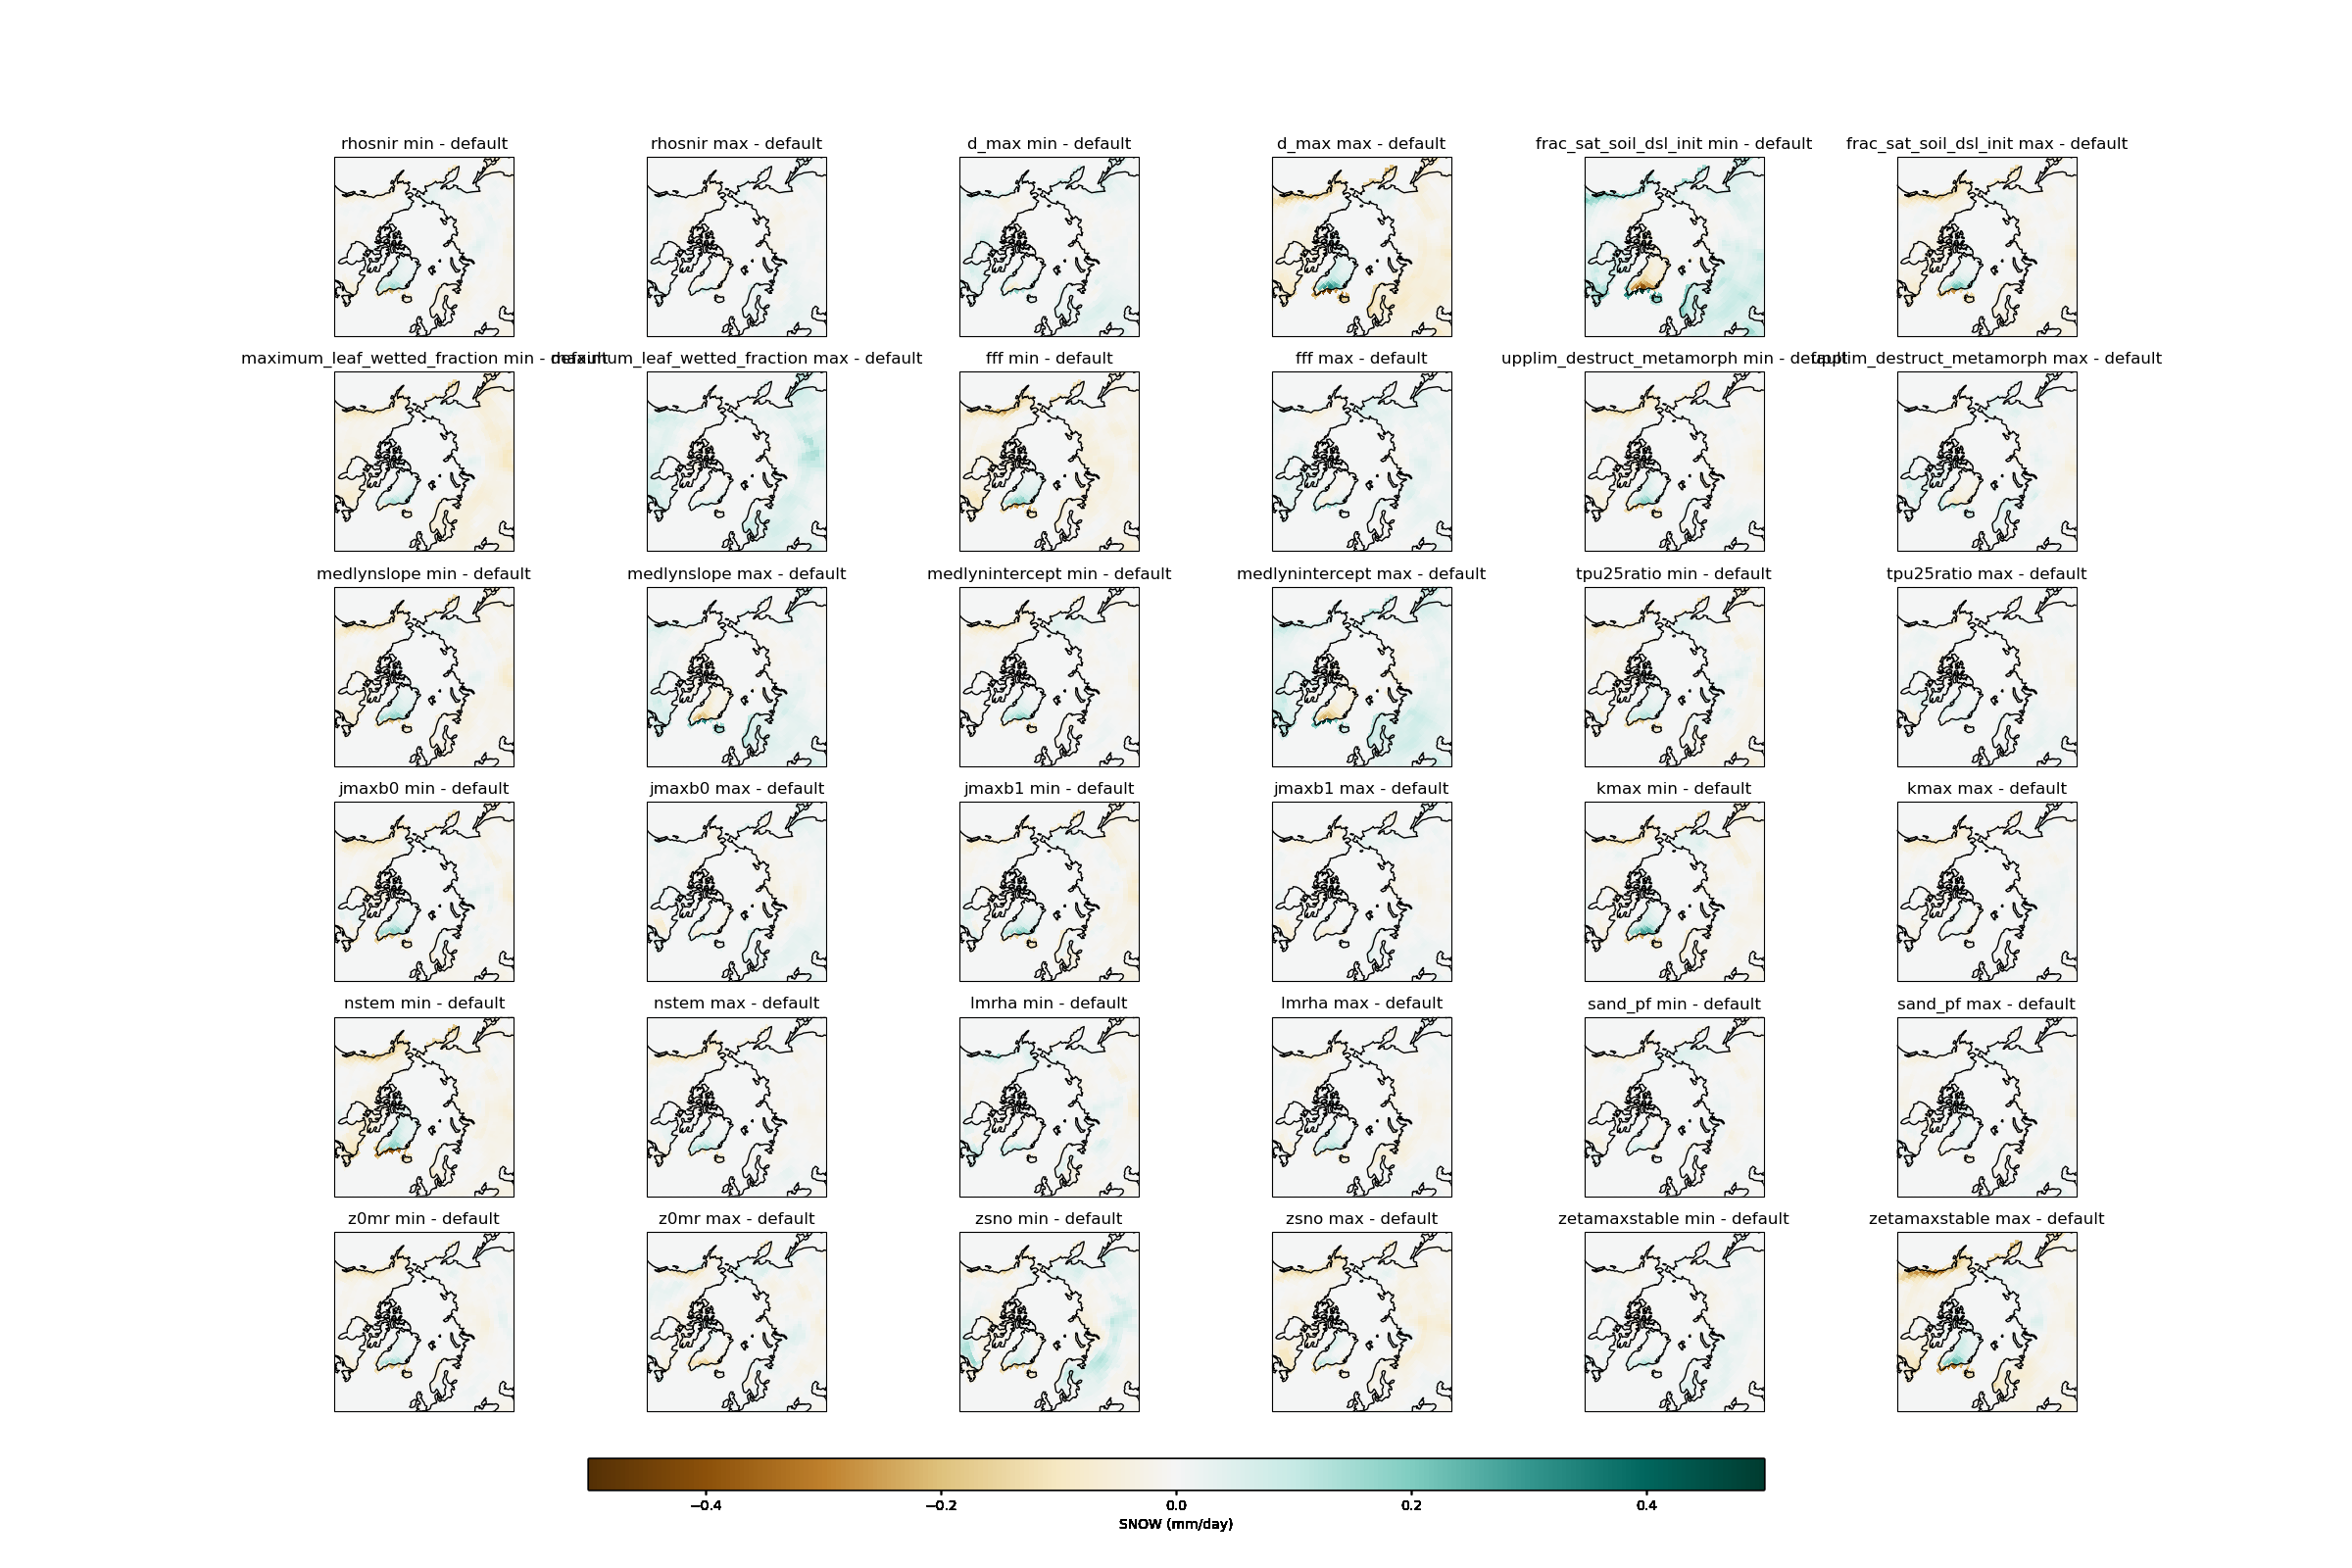 rhosnir min - default
rhosnir max - default
d_max min - default
d_max max - default
frac_sat_soil_dsl_init min - default
frac_sat_soil_dsl_init max - default
maximum_leaf_wetted_fraction min - default
maximum_leaf_wetted_fraction max - default
fff min - default
fff max - default
upplim_destruct_metamorph min - default
upplim_destruct_metamorph max - default
medlynslope min - default
medlynslope max - default
medlynintercept min - default
medlynintercept max - default
tpu25ratio min - default
tpu25ratio max - default
jmaxb0 min - default
jmaxb0 max - default
jmaxb1 min - default
jmaxb1 max - default
kmax min - default
kmax max - default
nstem min - default
nstem max - default
lmrha min - default
lmrha max - default
sand_pf min - default
sand_pf max - default
z0mr min - default
z0mr max - default
zsno min - default
zsno max - default
zetamaxstable min - default
zetamaxstable max - default
−0.4
−0.2
0.0
0.2
0.4
SNOW (mm/day)